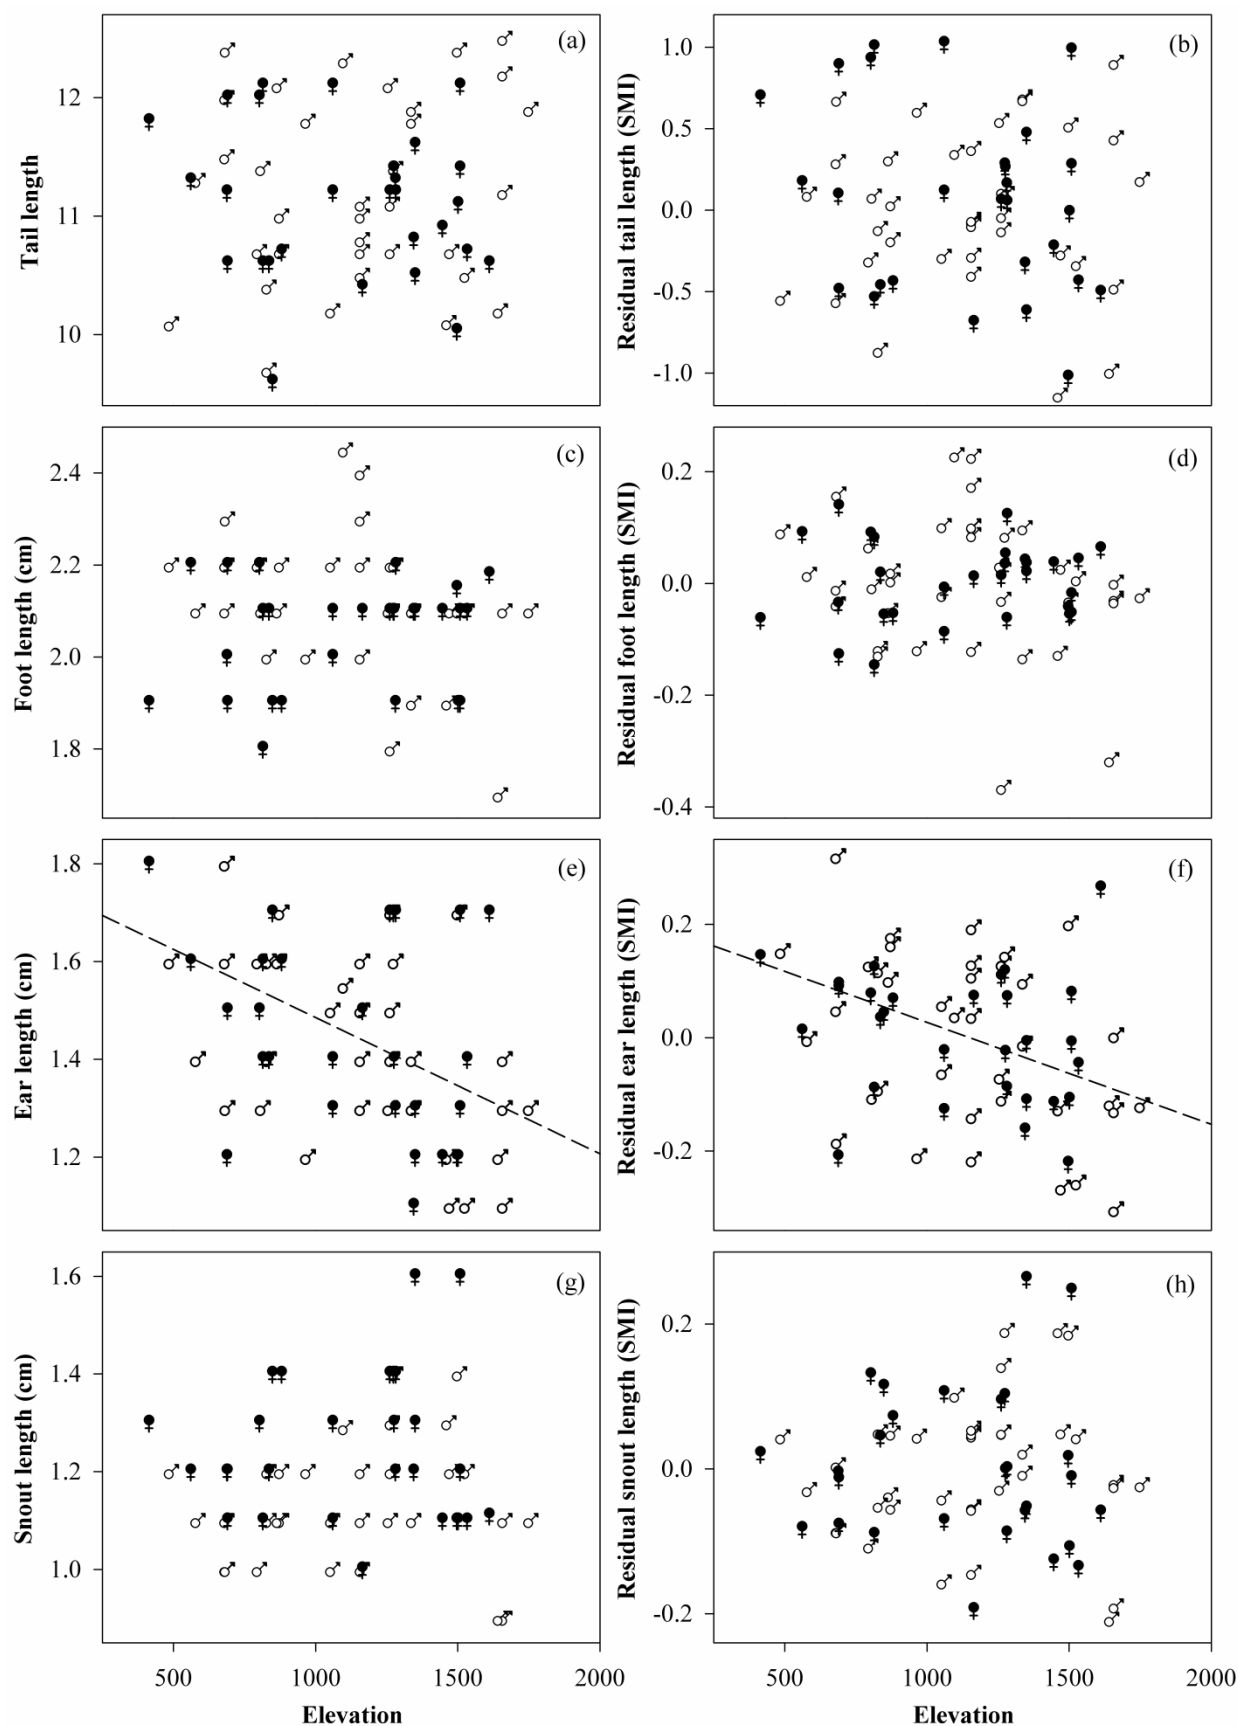 (a)
12
11
10
Tail length
(b)
1.0
0.5
0.0
-0.5
-1.0
Residual tail length (SMI)
(c)
2.4
2.2
2.0
1.8
Foot length (cm)
(d)
0.2
0.0
-0.2
-0.4
Residual foot length (SMI)
(e)
1.8
1.6
1.4
1.2
Ear length (cm)
(f)
0.2
0.0
-0.2
Residual ear length (SMI)
(g)
1.6
1.4
1.2
1.0
Snout length (cm)
500 1000 1500 2000
Elevation
(h)
0.2
0.0
-0.2
Residual snout length (SMI)
500 1000 1500 2000
Elevation